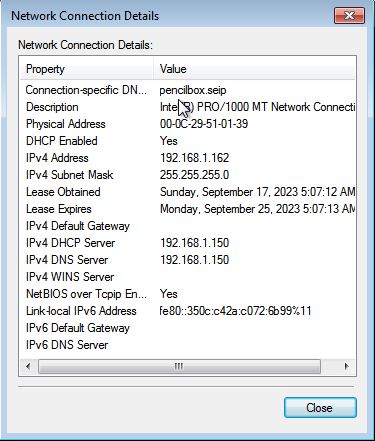 Network Connection Details
Network Connection Details:
Property Value
Connection-specific DN... pencilbox.seip
Description Intel(R) PRO/1000 MT Network Connecti
Physical Address 00-0C-29-51-01-39
DHCP Enabled Yes
IPv4 Address 192.168.1.162
IPv4 Subnet Mask 255.255.255.0
Lease Obtained Sunday, September 17, 2023 5:07:12 AM
Lease Expires Monday, September 25, 2023 5:07:13 AM
IPv4 Default Gateway
IPv4 DHCP Server 192.168.1.150
IPv4 DNS Server 192.168.1.150
IPv4 WINS Server
NetBIOS over Tcpip En... Yes
Link-local IPv6 Address fe80::350c:c42a:c072:6b99%11
IPv6 Default Gateway
IPv6 DNS Server
Close